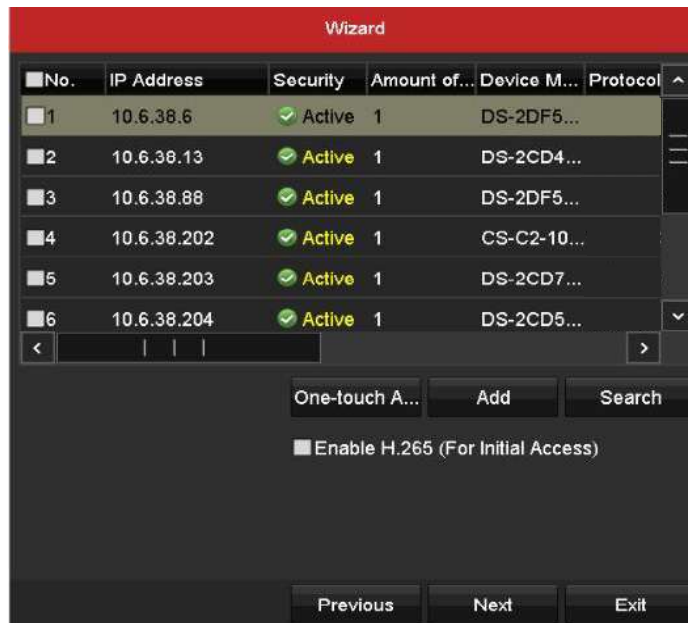 Wizard
No. IP Address Security Amount of... Device M... Protocol
1 10.6.38.6 Active 1 DS-2DF5...
2 10.6.38.13 Active 1 DS-2CD4...
3 10.6.38.88 Active 1 DS-2DF5...
4 10.6.38.202 Active 1 CS-C2-10...
5 10.6.38.203 Active 1 DS-2CD7...
6 10.6.38.204 Active 1 DS-2CD5...
One-touch A... Add Search
Enable H.265 (For Initial Access)
Previous Next Exit